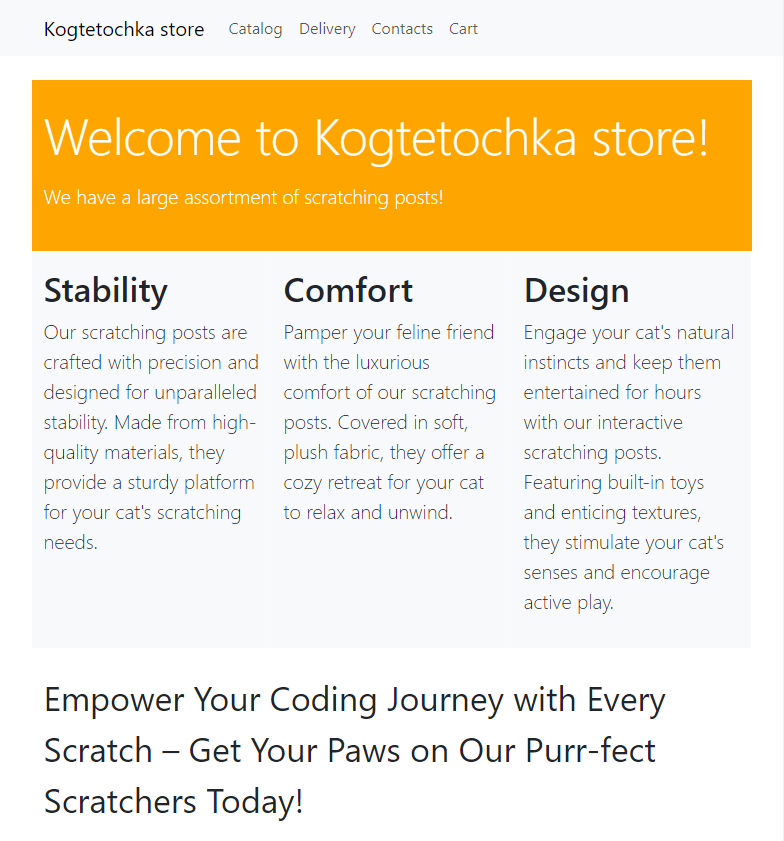 Kogtetochka store Catalog Delivery Contacts Cart
Welcome to Kogtetochka store!
We have a large assortment of scratching posts!
Stability
Our scratching posts are
crafted with precision and
designed for unparalleled
stability. Made from high-
quality materials, they
provide a sturdy platform
for your cat's scratching
needs.
Comfort
Pamper your feline friend
with the luxurious
comfort of our scratching
posts. Covered in soft,
plush fabric, they offer a
cozy retreat for your cat
to relax and unwind.
Design
Engage your cat's natural
instincts and keep them
entertained for hours
with our interactive
scratching posts.
Featuring built-in toys
and enticing textures,
they stimulate your cat's
senses and encourage
active play.
Empower Your Coding Journey with Every
Scratch – Get Your Paws on Our Purr-fect
Scratchers Today!